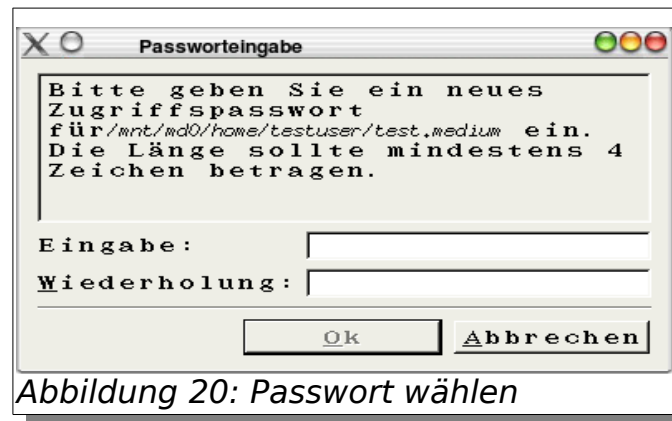 Passworteingabe
Bitte geben Sie ein neues
Zugriffspasswort
für/mnt/md0/home/testuser/test.medium ein.
Die Länge sollte mindestens 4
Zeichen betragen.
Eingabe:
Wiederholung:
Ok Abbrechen
Abbildung 20: Passwort wählen